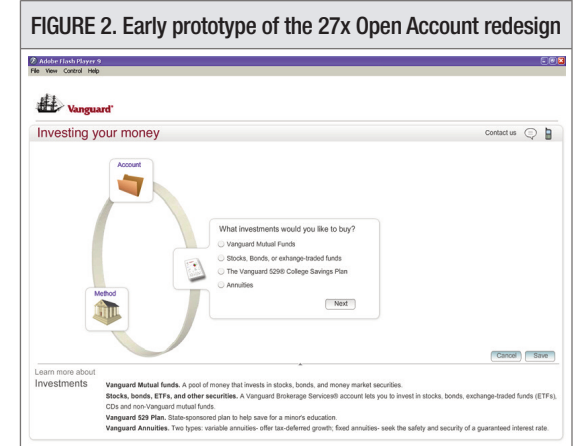 FIGURE 2. Early prototype of the 27x Open Account redesign
Adobe Flash Player 9
File View Control Help
Vanguard®
Investing your money
Contact us
Account
What investments would you like to buy?
Vanguard Mutual Funds
Stocks, Bonds, or exhange-traded funds
The Vanguard 529® College Savings Plan
Annuities
Next
Method
Cancel
Save
Learn more about
Investments
Vanguard Mutual funds. A pool of money that invests in stocks, bonds, and money market securities.
Stocks, bonds, ETFs, and other securities. A Vanguard Brokerage Services® account lets you to invest in stocks, bonds, exchange-traded funds (ETFs),
CDs and non-Vanguard mutual funds.
Vanguard 529 Plan. State-sponsored plan to help save for a minor's education.
Vanguard Annuities. Two types: variable annuities- offer tax-deferred growth; fixed annuities- seek the safety and security of a guaranteed interest rate.